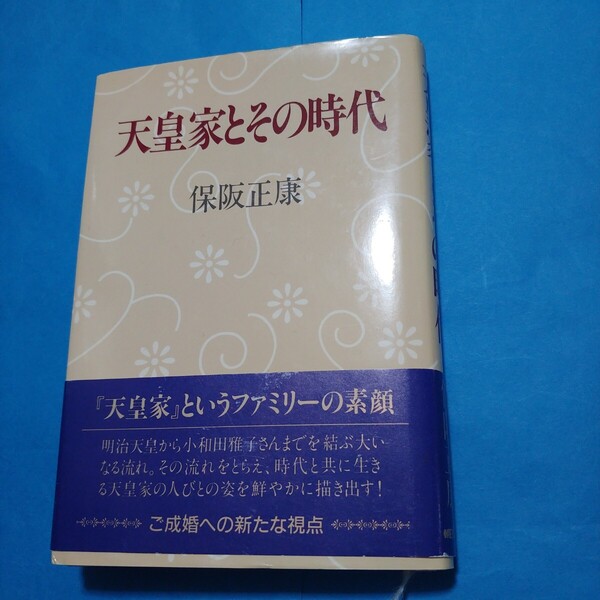 天皇家とその時代
保阪正康
『天皇家』というファミリーの素顔
明治天皇から小和田雅子さんまでを結ぶ大い
なる流れ。その流れをとらえ、時代と共に生き
る天皇家の人びとの姿を鮮やかに描き出す!
ご成婚への新たな視点